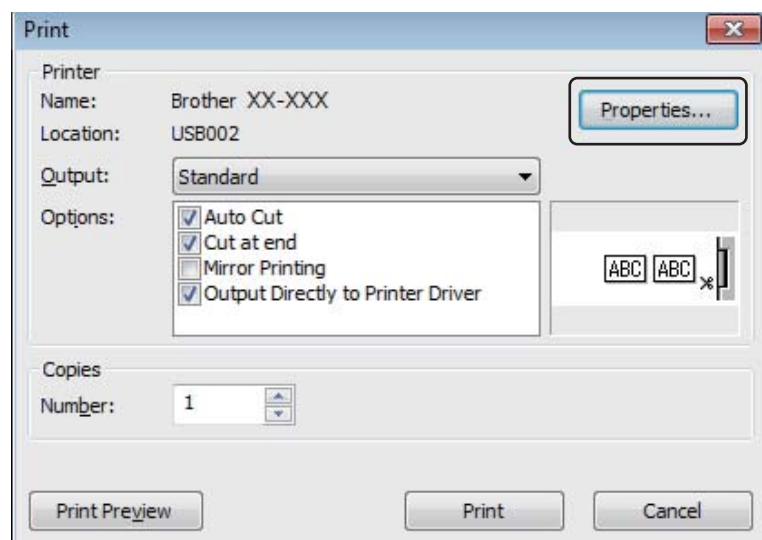 Print
Printer
Name: Brother XX-XXX
Properties...
Location: USB002
Output: Standard
Options:
Auto Cut
Cut at end
Mirror Printing
Output Directly to Printer Driver
ABC ABC
Copies
Number: 1
Print Preview Print Cancel